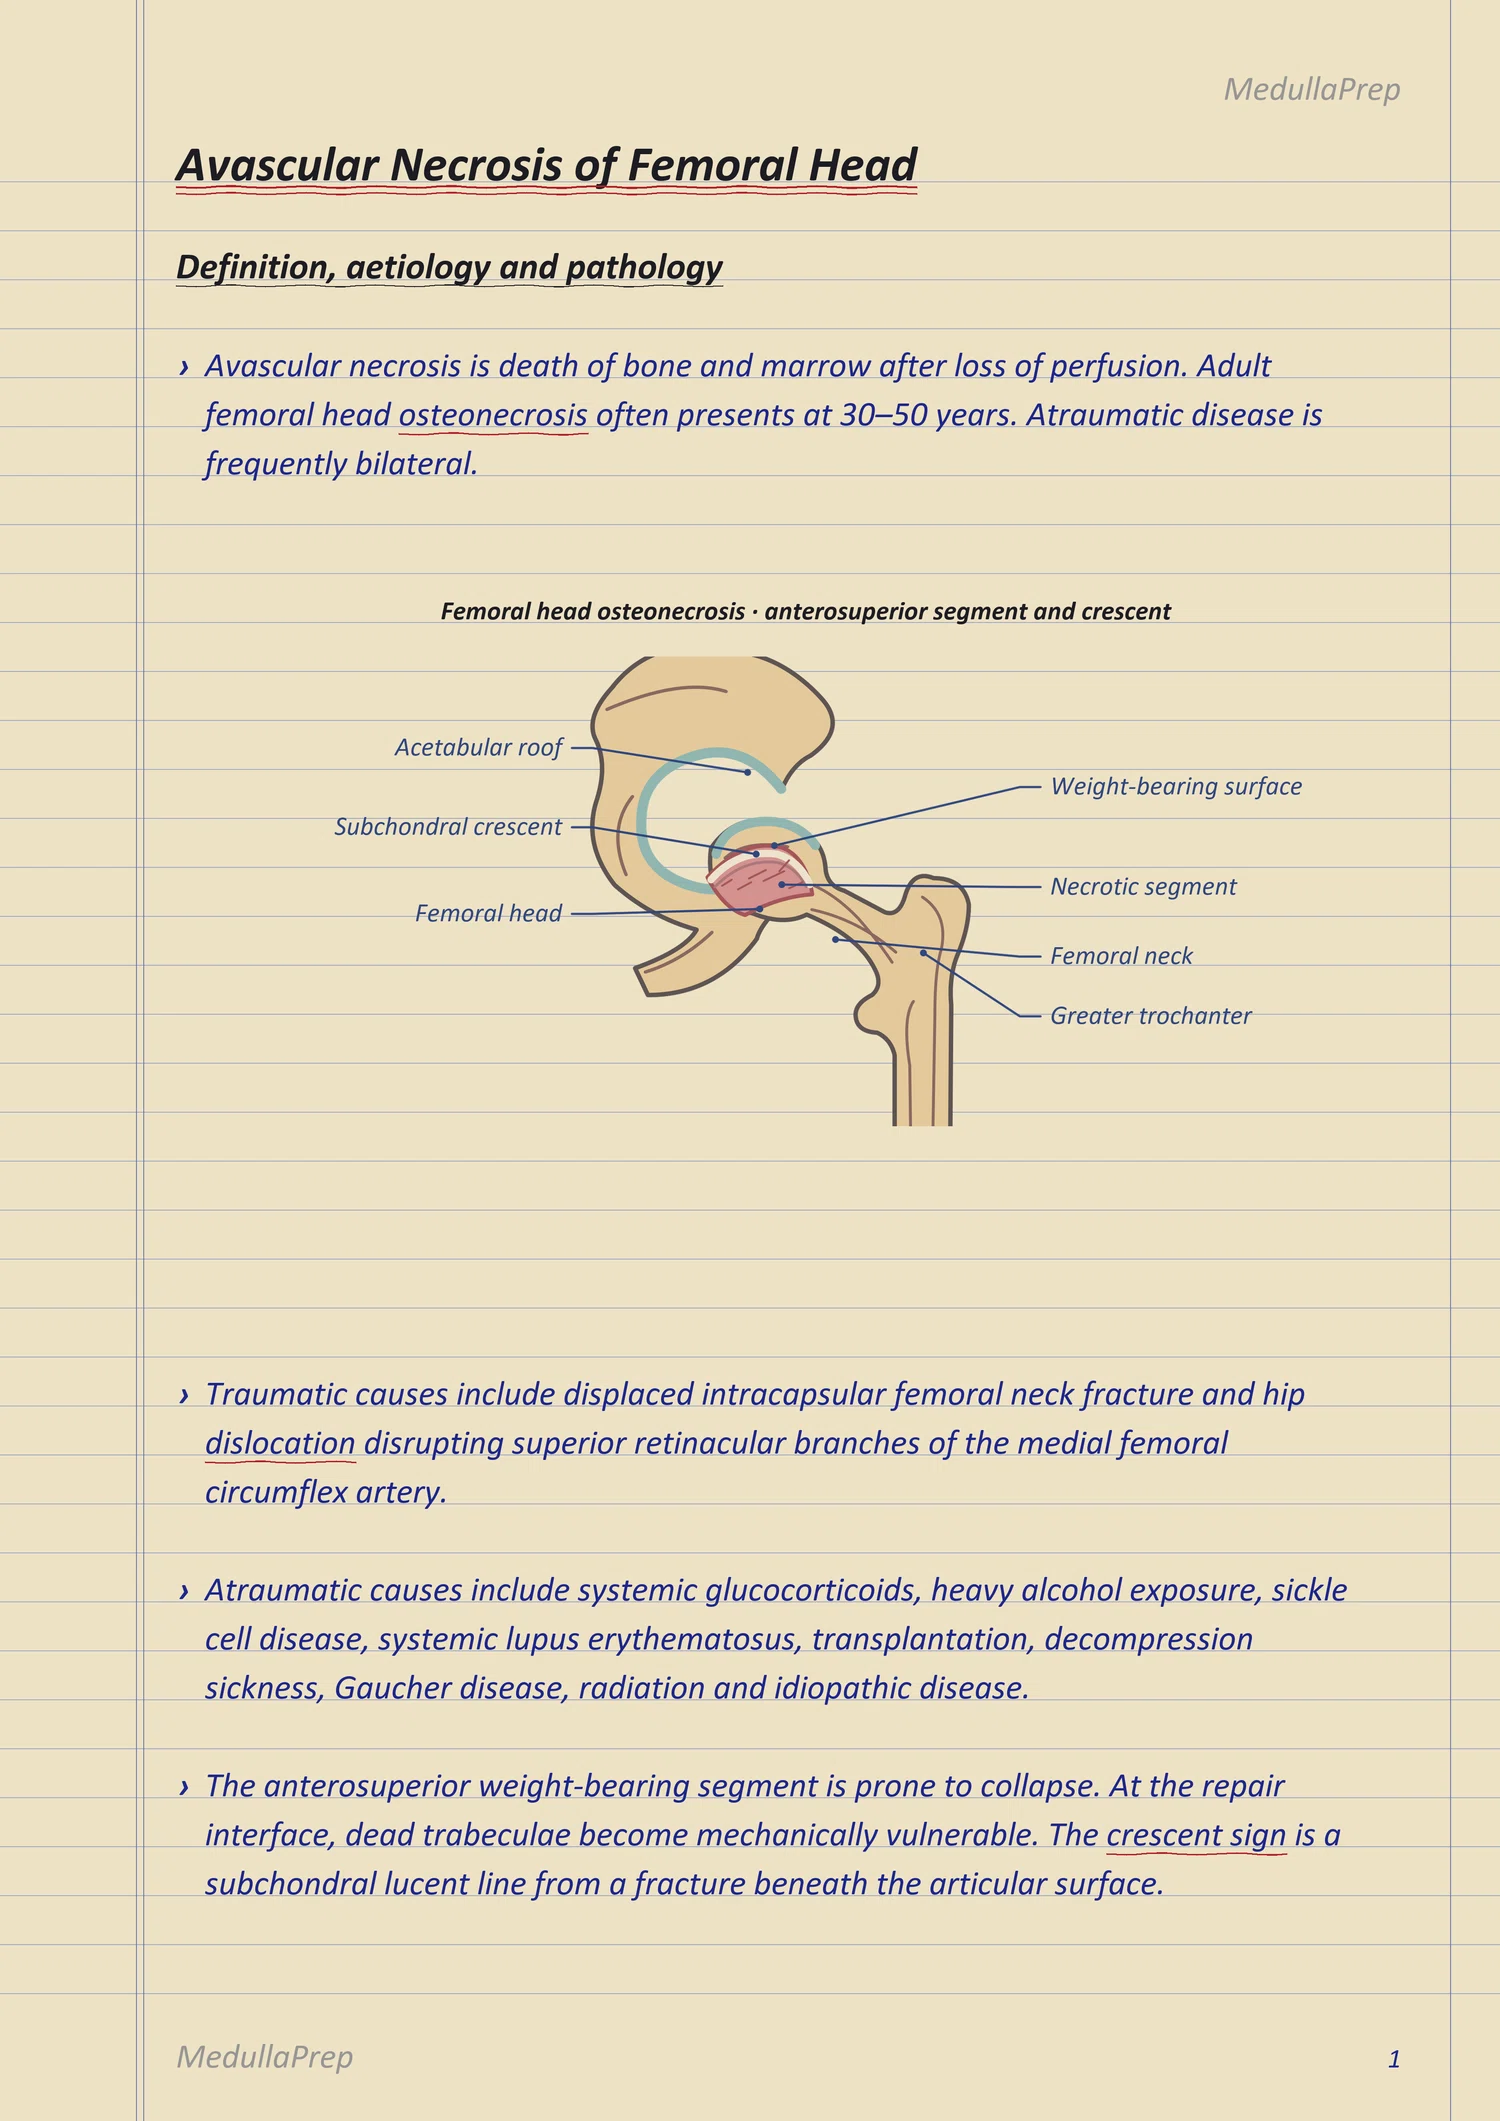 MedullaPrep
Avascular Necrosis of Femoral Head
Definition, aetiology and pathology
› Avascular necrosis is death of bone and marrow after loss of perfusion. Adult
femoral head osteonecrosis often presents at 30–50 years. Atraumatic disease is
frequently bilateral.
Femoral head osteonecrosis · anterosuperior segment and crescent
Acetabular roof
Weight-bearing surface
Subchondral crescent
Necrotic segment
Femoral head
Femoral neck
Greater trochanter
› Traumatic causes include displaced intracapsular femoral neck fracture and hip
dislocation disrupting superior retinacular branches of the medial femoral
circumflex artery.
› Atraumatic causes include systemic glucocorticoids, heavy alcohol exposure, sickle
cell disease, systemic lupus erythematosus, transplantation, decompression
sickness, Gaucher disease, radiation and idiopathic disease.
› The anterosuperior weight-bearing segment is prone to collapse. At the repair
interface, dead trabeculae become mechanically vulnerable. The crescent sign is a
subchondral lucent line from a fracture beneath the articular surface.
MedullaPrep
1